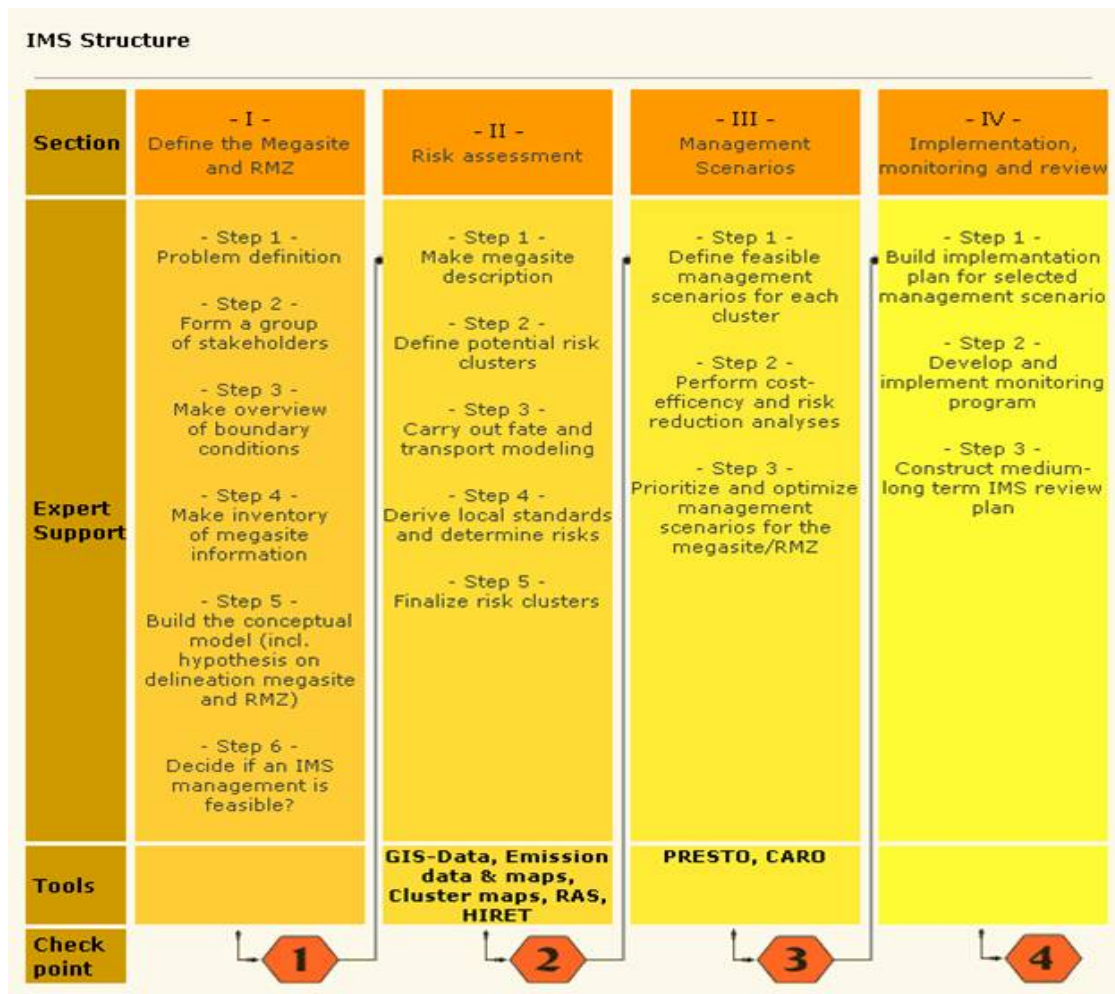 IMS Structure
Section
- I -
Define the Megasite
and RMZ
- II -
Risk assessment
- III -
Management
Scenarios
- IV -
Implementation,
monitoring and review
Expert
Support
- Step 1 -
Problem definition
- Step 2 -
Form a group
of stakeholders
- Step 3 -
Make overview
of boundary
conditions
- Step 4 -
Make inventory
of megasite
information
- Step 5 -
Build the conceptual
model (incl.
hypothesis on
delineation megasite
and RMZ)
- Step 6 -
Decide if an IMS
management is
feasible?
- Step 1 -
Make megasite
description
- Step 2 -
Define potential risk
clusters
- Step 3 -
Carry out fate and
transport modeling
- Step 4 -
Derive local standards
and determine risks
- Step 5 -
Finalize risk clusters
- Step 1 -
Define feasible
management
scenarios for each
cluster
- Step 2 -
Perform cost-
efficency and risk
reduction analyses
- Step 3 -
Prioritize and optimize
management
scenarios for the
megasite/RMZ
- Step 1 -
Build implemantation
plan for selected
management scenario
- Step 2 -
Develop and
implement monitoring
program
- Step 3 -
Construct medium-
long term IMS review
plan
Tools
GIS-Data, Emission
data & maps,
Cluster maps, RAS,
HIRET
PRESTO, CARO
Check
point
1
2
3
4